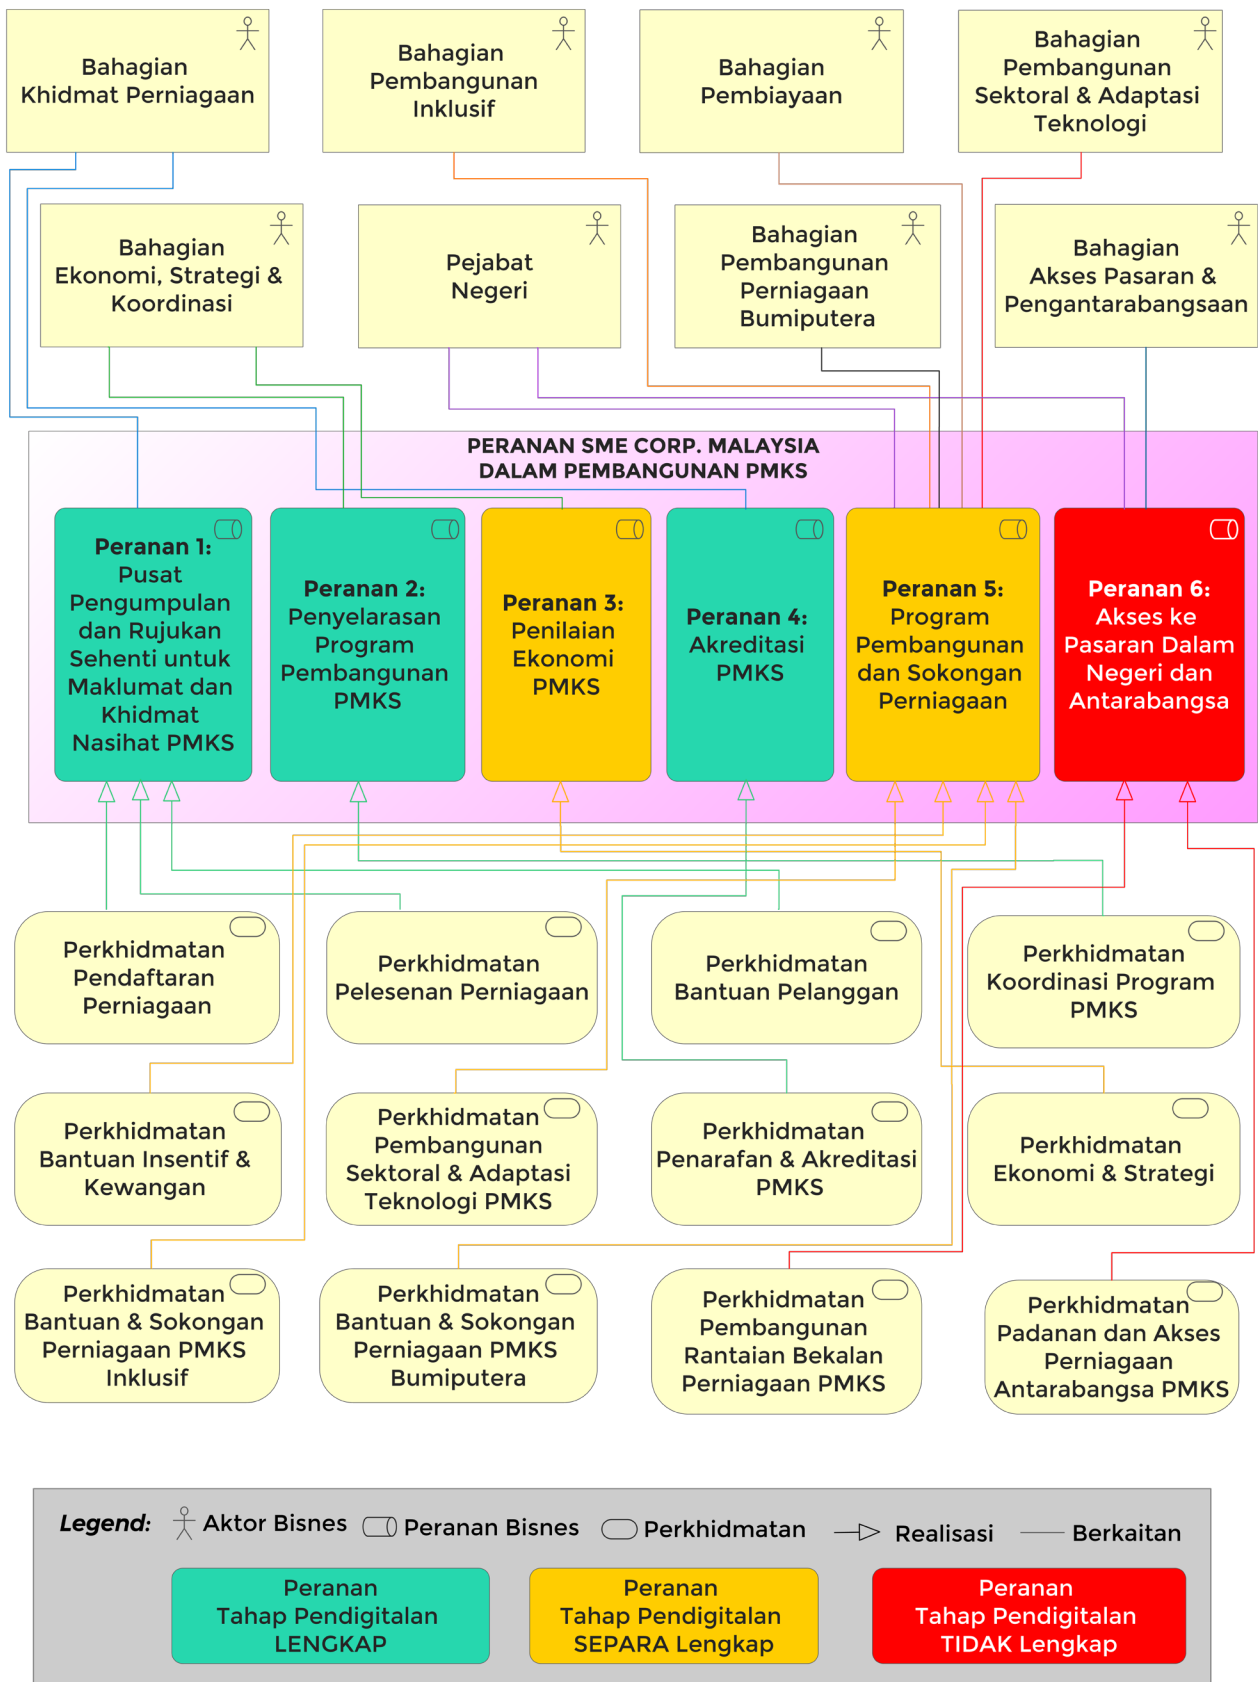 Bahagian
Khidmat Perniagaan
Bahagian
Pembangunan
Inklusif
Bahagian
Pembiayaan
Bahagian
Pembangunan
Sektoral & Adaptasi
Teknologi
Bahagian
Ekonomi, Strategi &
Koordinasi
Pejabat
Negeri
Bahagian
Pembangunan
Perniagaan
Bumiputera
Bahagian
Akses Pasaran &
Pengantarabangsaan
PERANAN SME CORP. MALAYSIA
DALAM PEMBANGUNAN PMKS
Peranan 1:
Pusat
Pengumpulan
dan Rujukan
Sehenti untuk
Maklumat dan
Khidmat
Nasihat PMKS
Peranan 2:
Penyelarasan
Program
Pembangunan
PMKS
Peranan 3:
Penilaian
Ekonomi
PMKS
Peranan 4:
Akreditasi
PMKS
Peranan 5:
Program
Pembangunan
dan Sokongan
Perniagaan
Peranan 6:
Akses ke
Pasaran Dalam
Negeri dan
Antarabangsa
Perkhidmatan
Pendaftaran
Perniagaan
Perkhidmatan
Pelesenan Perniagaan
Perkhidmatan
Bantuan Pelanggan
Perkhidmatan
Koordinasi Program
PMKS
Perkhidmatan
Bantuan Insentif &
Kewangan
Perkhidmatan
Pembangunan
Sektoral & Adaptasi
Teknologi PMKS
Perkhidmatan
Penarafan & Akreditasi
PMKS
Perkhidmatan
Ekonomi & Strategi
Perkhidmatan
Bantuan & Sokongan
Perniagaan PMKS
Inklusif
Perkhidmatan
Bantuan & Sokongan
Perniagaan PMKS
Bumiputera
Perkhidmatan
Pembangunan
Rantaian Bekalan
Perniagaan PMKS
Perkhidmatan
Padanan dan Akses
Perniagaan
Antarabangsa PMKS
Legend: Aktor Bisnes Peranan Bisnes Perkhidmatan Realisasi Berkaitan
Peranan
Tahap Pendigitalan
LENGKAP
Peranan
Tahap Pendigitalan
SEPARA Lengkap
Peranan
Tahap Pendigitalan
TIDAK Lengkap